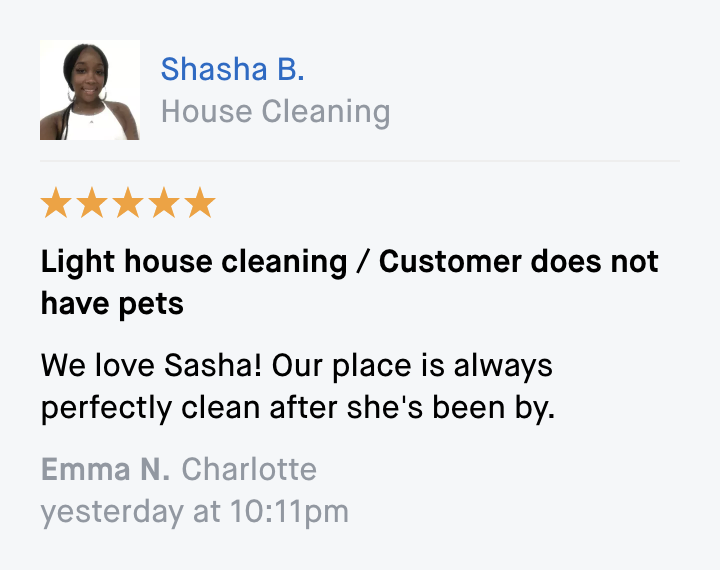 Shasha B.
House Cleaning
Light house cleaning / Customer does not
have pets
We love Sasha! Our place is always
perfectly clean after she's been by.
Emma N. Charlotte
yesterday at 10:11pm